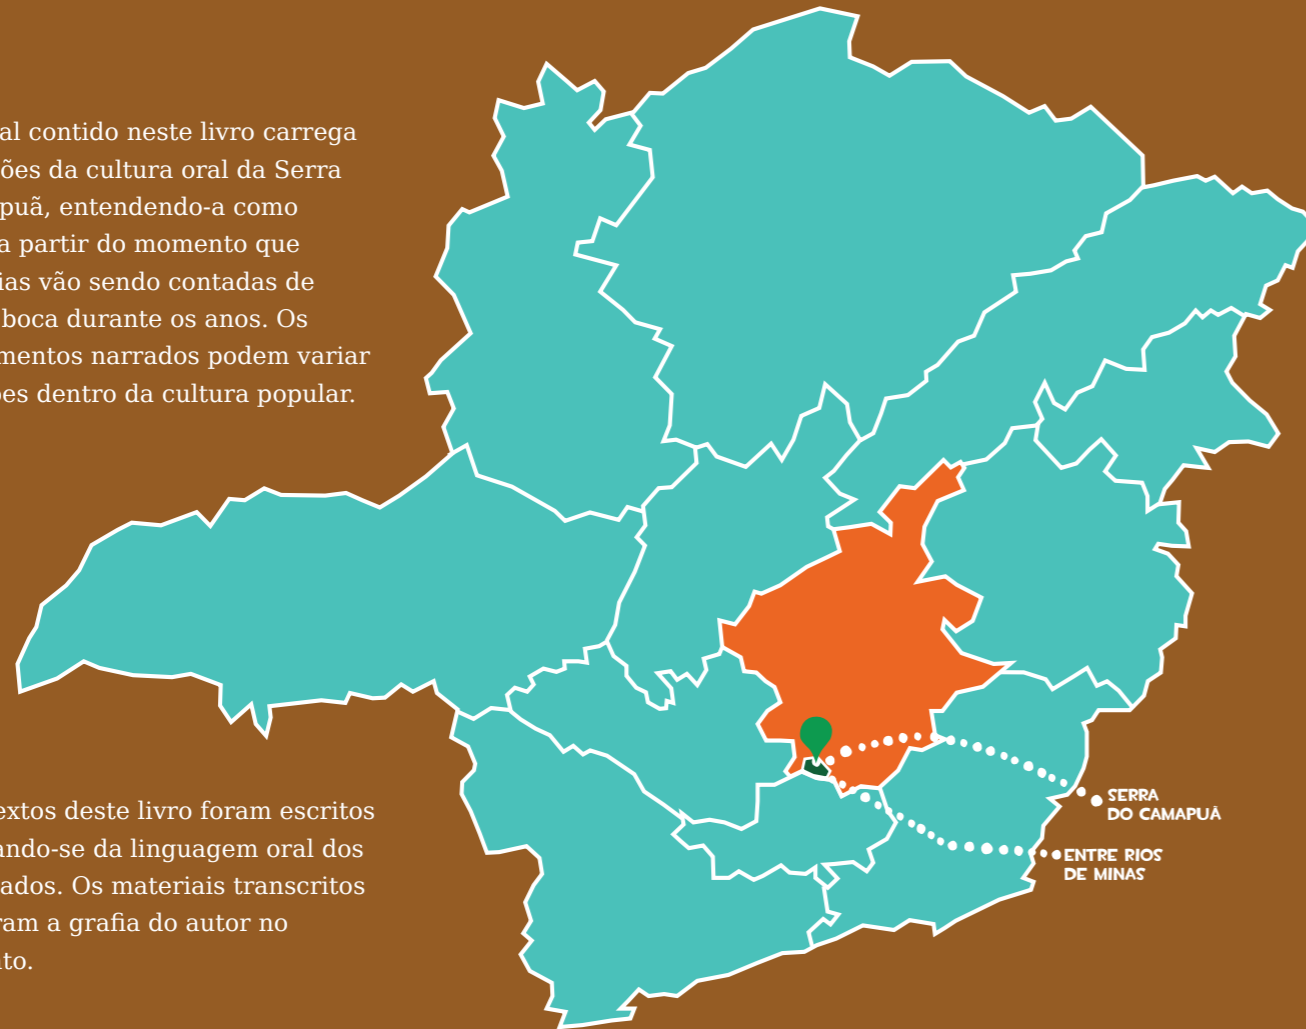 al contido neste livro carrega
ões da cultura oral da Serra
puã, entendendo-a como
a partir do momento que
ias vão sendo contadas de
boca durante os anos. Os
mentos narrados podem variar
ões dentro da cultura popular.
extos deste livro foram escritos
ando-se da linguagem oral dos
ados. Os materiais transcritos
ram a grafia do autor no
to.
SERRA
DO CAMAPUÃ
ENTRE RIOS
DE MINAS